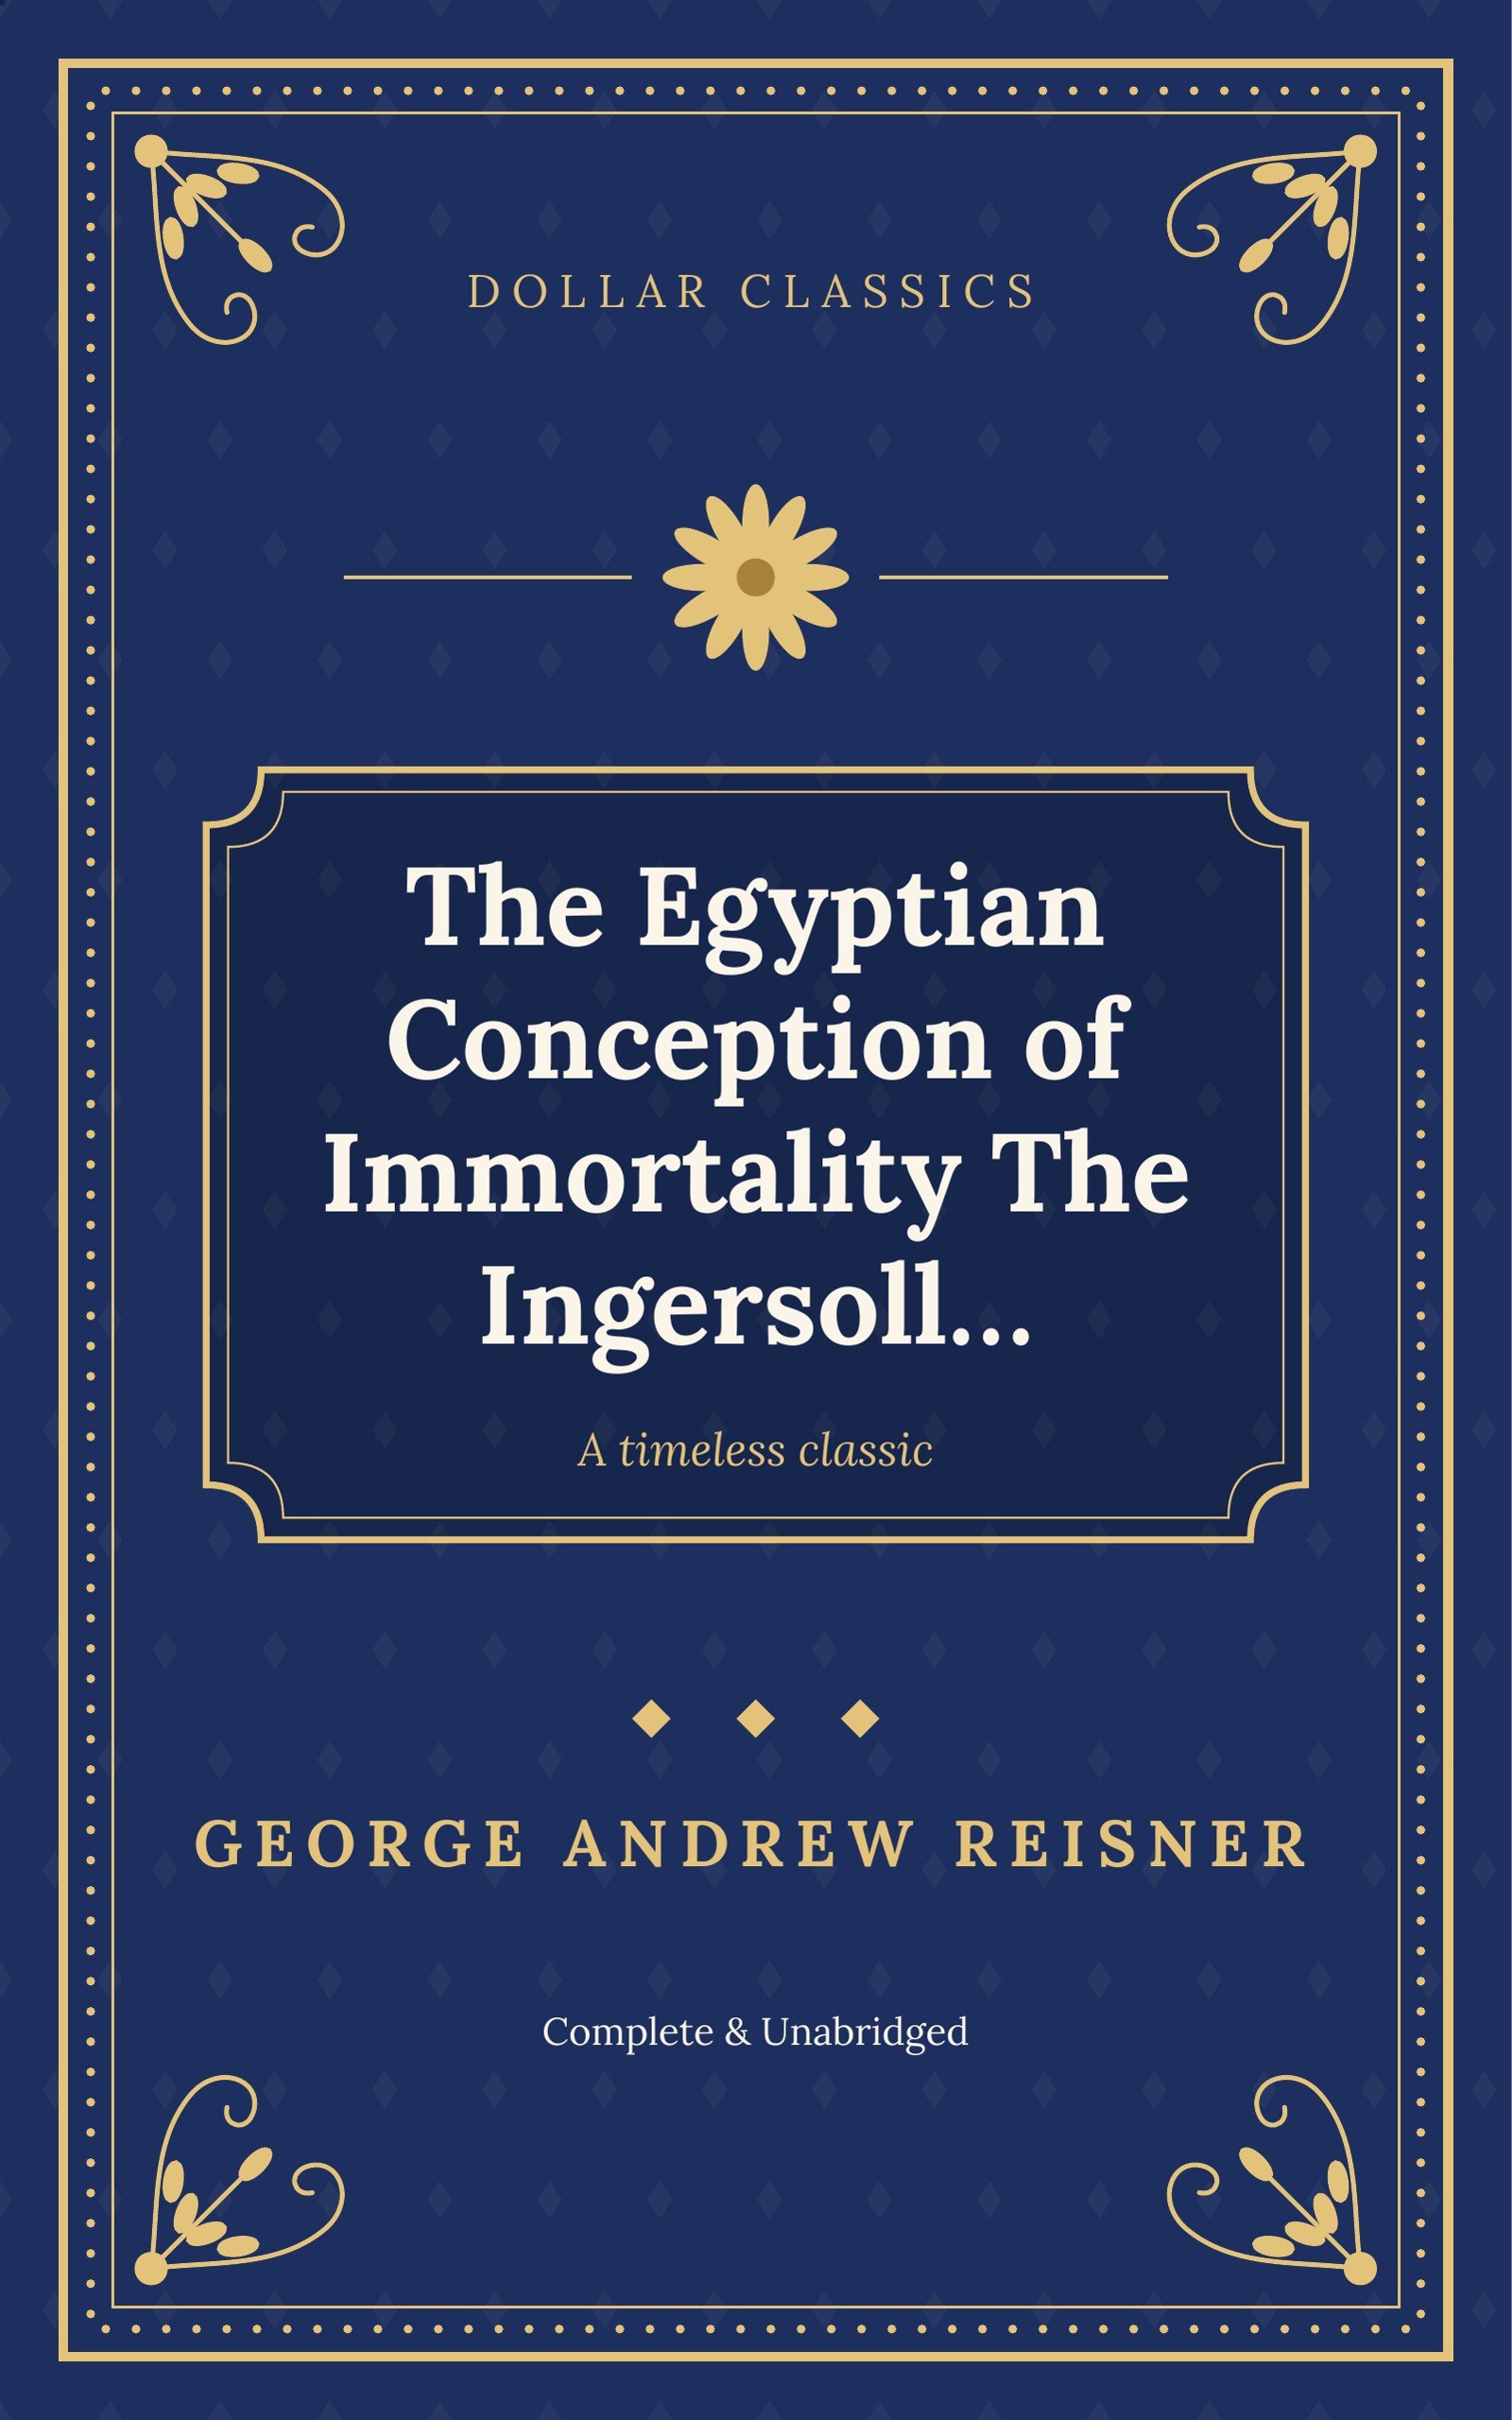 DOLLAR CLASSICS
The Egyptian
Conception of
Immortality The
Ingersoll...
A timeless classic
GEORGE ANDREW REISNER
Complete & Unabridged